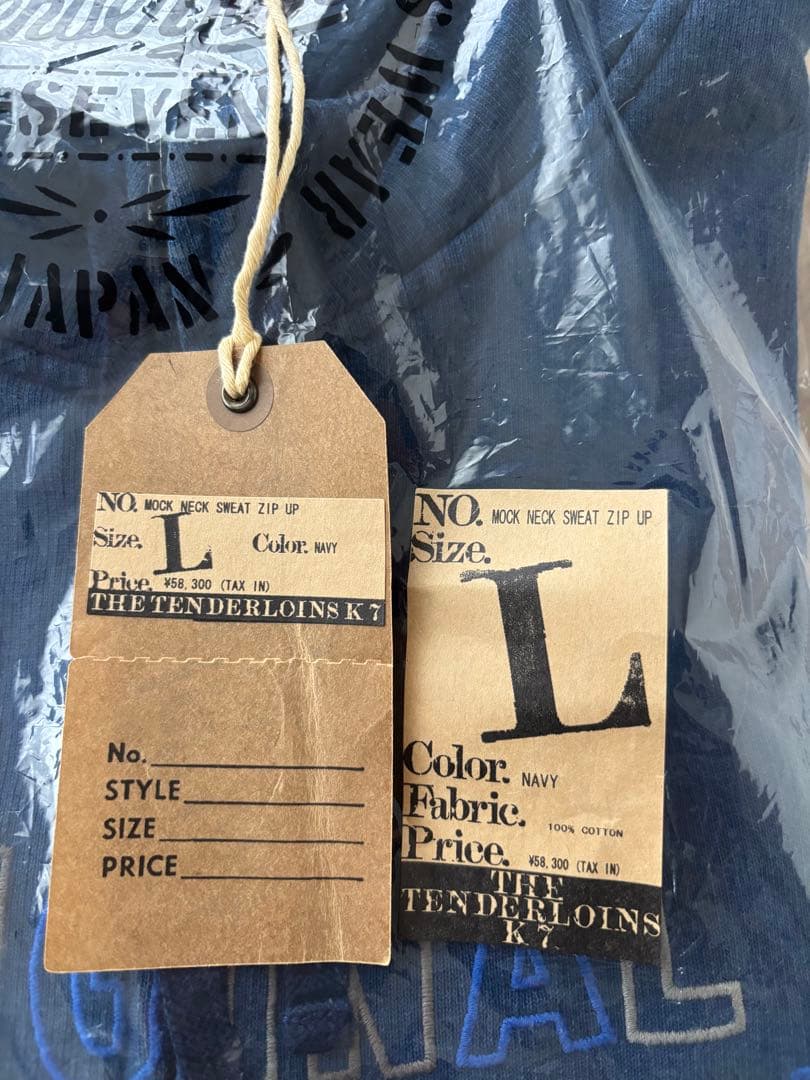 SEVEN
WEAR
JAPAN
NO. MOCK NECK SWEAT ZIP UP
Size. L Color. NAVY
Price. ¥58,300 (TAX IN)
THE TENDERLOINS K 7
No.
STYLE
SIZE
PRICE
NO. MOCK NECK SWEAT ZIP UP
Size.
L
Color. NAVY
Fabric. 100% COTTON
Price. ¥58,300 (TAX IN)
THE
TENDERLOINS
K 7